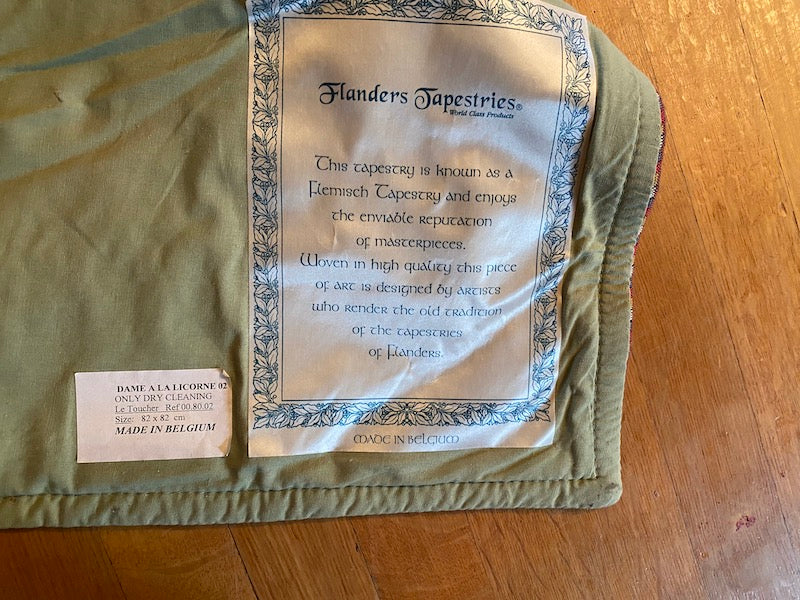 Flanders Tapestries®
World Class Products
This tapestry is known as a
Flemisch Tapestry and enjoys
the enviable reputation
of masterpieces.
Woven in high quality this piece
of art is designed by artists
who render the old tradition
of the tapestries
of Flanders.
MADE IN BELGIUM
DAME A LA LICORNE 02
ONLY DRY CLEANING
Le Toucher Ref 00.80.02
Size: 82 x 82 cm
MADE IN BELGIUM